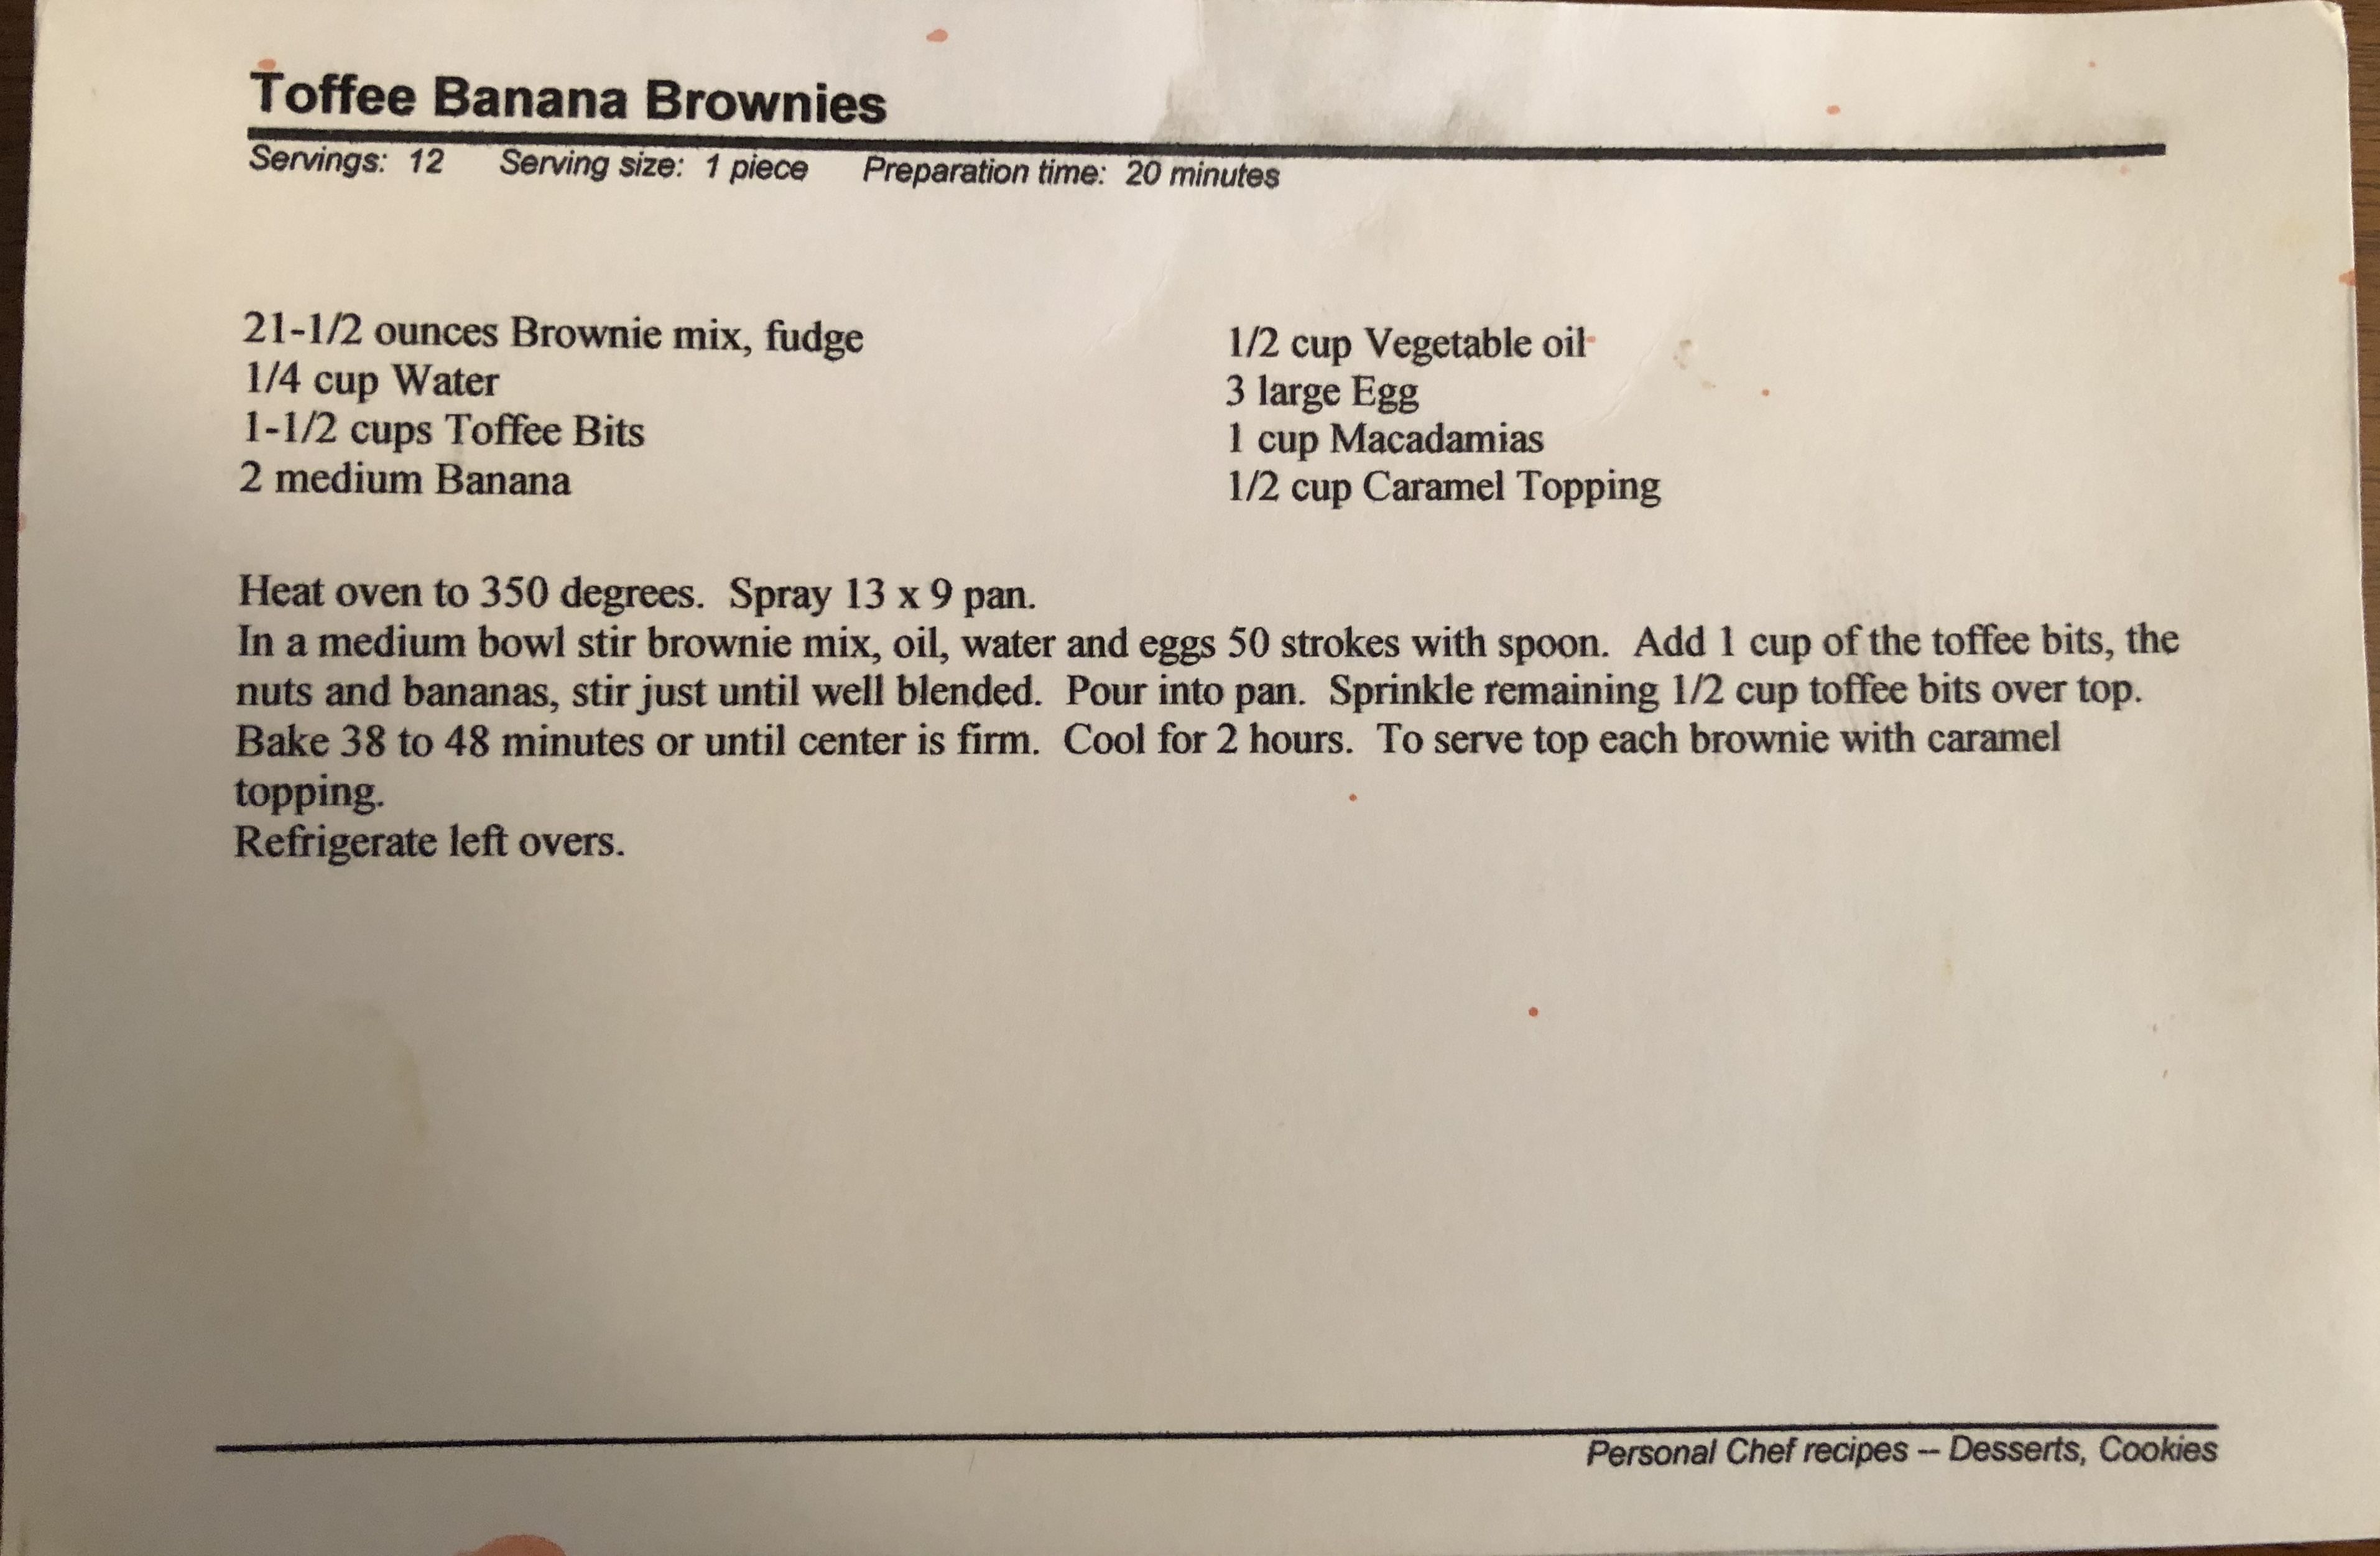 Toffee Banana Brownies
Servings: 12 Serving size: 1 piece Preparation time: 20 minutes
21-1/2 ounces Brownie mix, fudge
1/4 cup Water
1-1/2 cups Toffee Bits
2 medium Banana
1/2 cup Vegetable oil
3 large Egg
1 cup Macadamias
1/2 cup Caramel Topping
Heat oven to 350 degrees. Spray 13 x 9 pan.
In a medium bowl stir brownie mix, oil, water and eggs 50 strokes with spoon. Add 1 cup of the toffee bits, the
nuts and bananas, stir just until well blended. Pour into pan. Sprinkle remaining 1/2 cup toffee bits over top.
Bake 38 to 48 minutes or until center is firm. Cool for 2 hours. To serve top each brownie with caramel
topping.
Refrigerate left overs.
Personal Chef recipes -- Desserts, Cookies